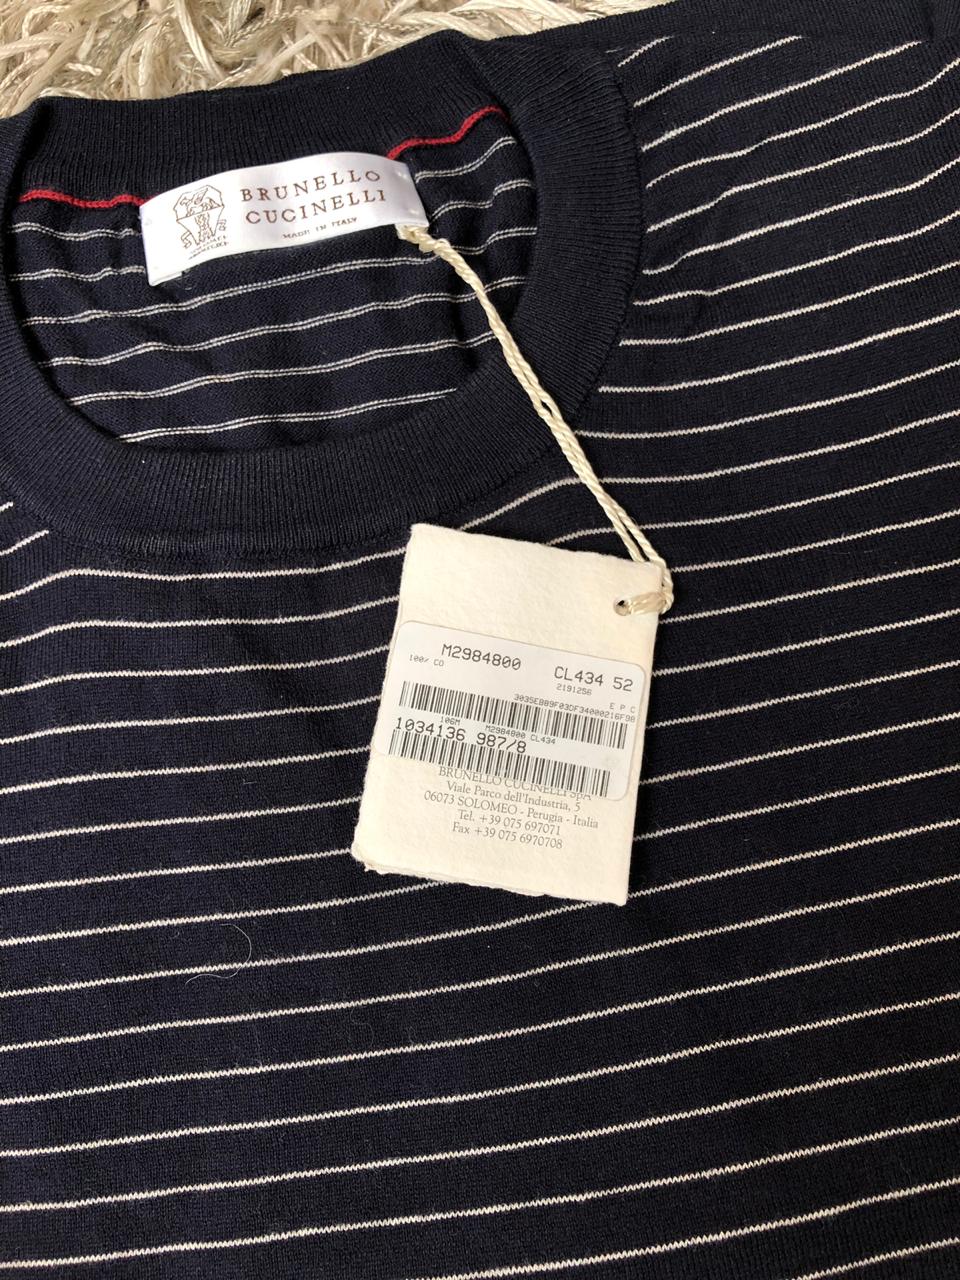 BRUNELLO
CUCINELLI
MADE IN ITALY
M2984800 CL434 52
100% CO 2191256 E P C
3035EB89F03DF34000216F98
106M M2984800 CL434
1034136 987/8
BRUNELLO CUCINELLI SpA
Viale Parco dell'Industria, 5
06073 SOLOMEO - Perugia - Italia
Tel. +39 075 697071
Fax +39 075 6970708